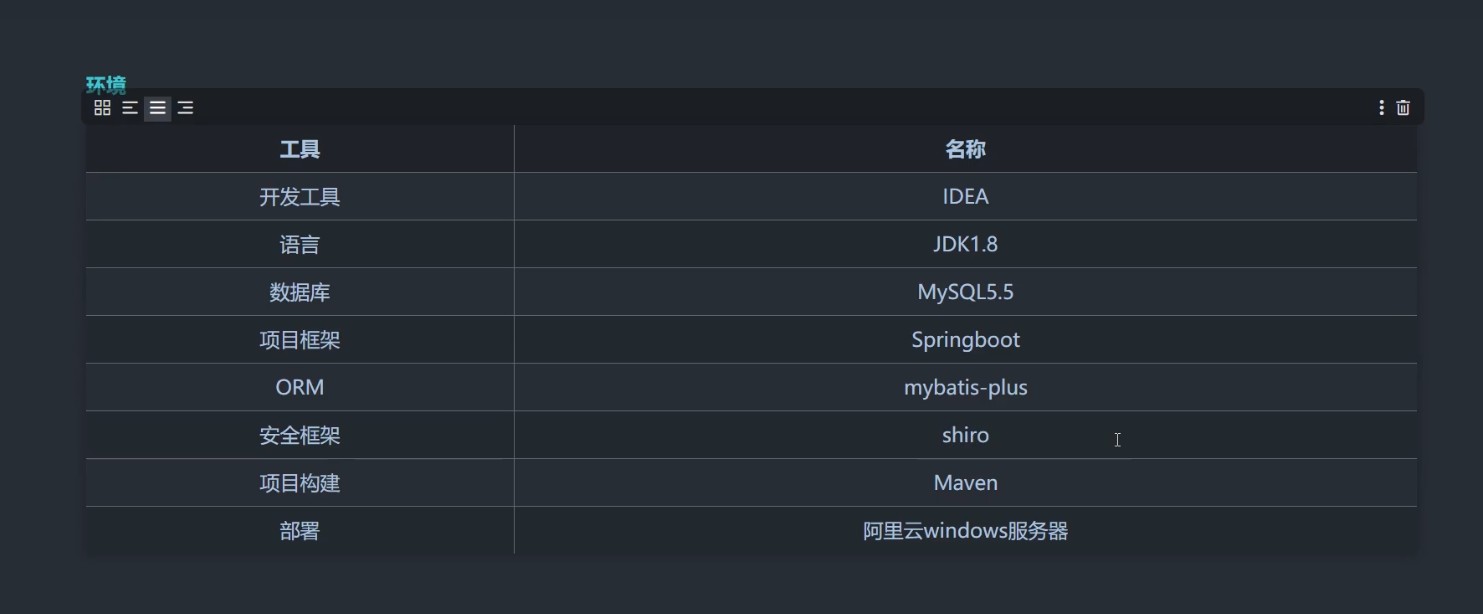 环境
工具 名称
开发工具 IDEA
语言 JDK1.8
数据库 MySQL5.5
项目框架 Springboot
ORM mybatis-plus
安全框架 shiro
项目构建 Maven
部署 阿里云windows服务器